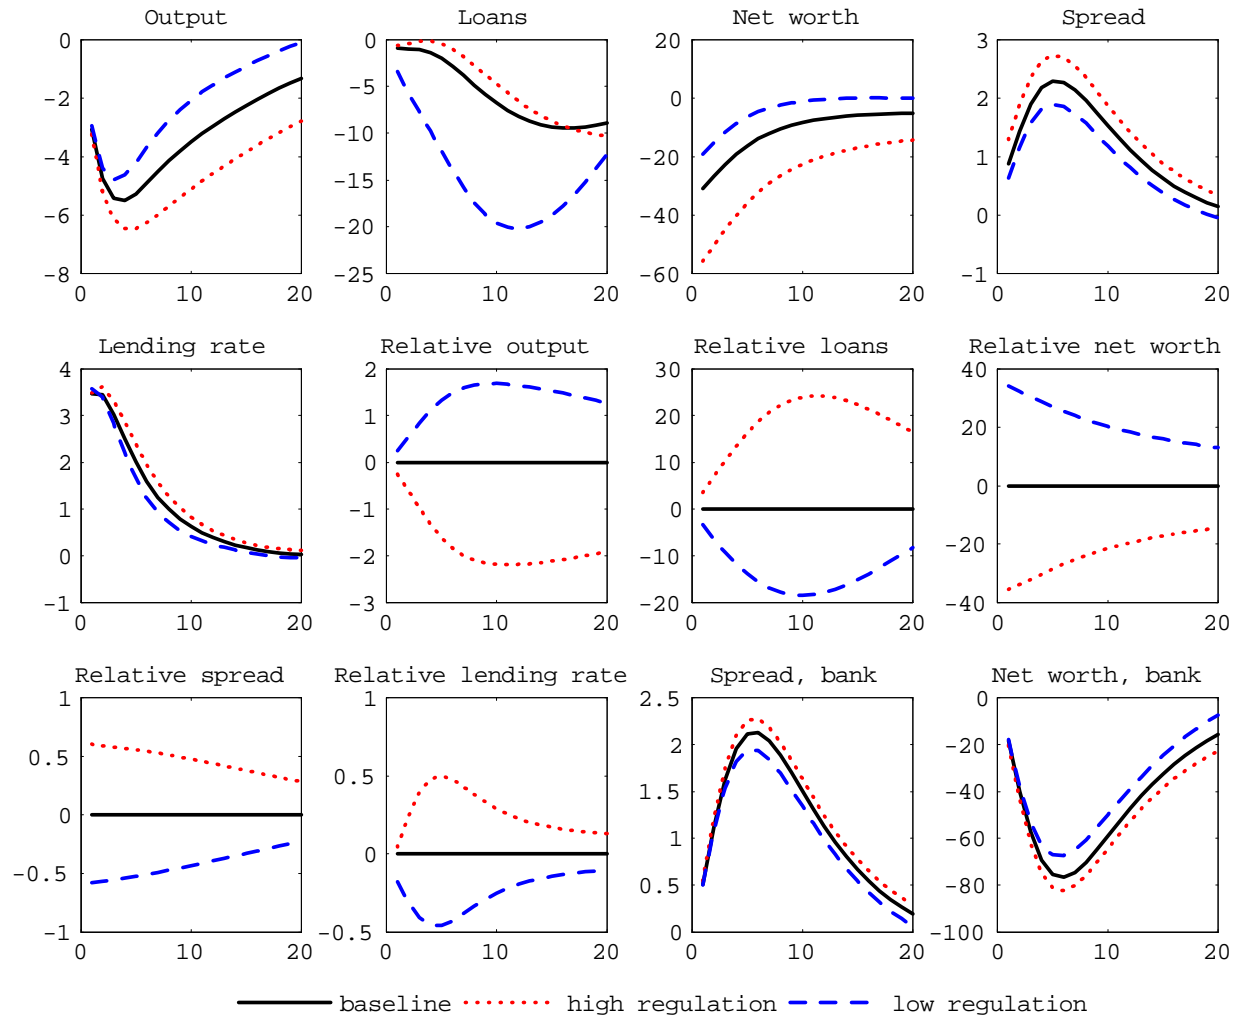 Output Loans Net worth Spread
0 0 20 3
-2 -5 0 2
-4 -10 -20 1
-15
-6 -20 -40 0
-8 -25 -60 -1
0 10 20 0 10 20 0 10 20 0 10 20
Lending rate Relative output Relative loans Relative net worth
4 2 30 40
3 1 20 20
2 0 10 0
1 -1 0
0 -2 -10 -20
-1 -3 -20 -40
0 10 20 0 10 20 0 10 20 0 10 20
Relative spread Relative lending rate Spread, bank Net worth, bank
1 1 2.5 0
0.5 0.5 2 -20
0 0 1.5 -40
1 -60
-0.5 0.5 -80
-1 -0.5 0 -100
0 10 20 0 10 20 0 10 20 0 10 20
baseline high regulation low regulation